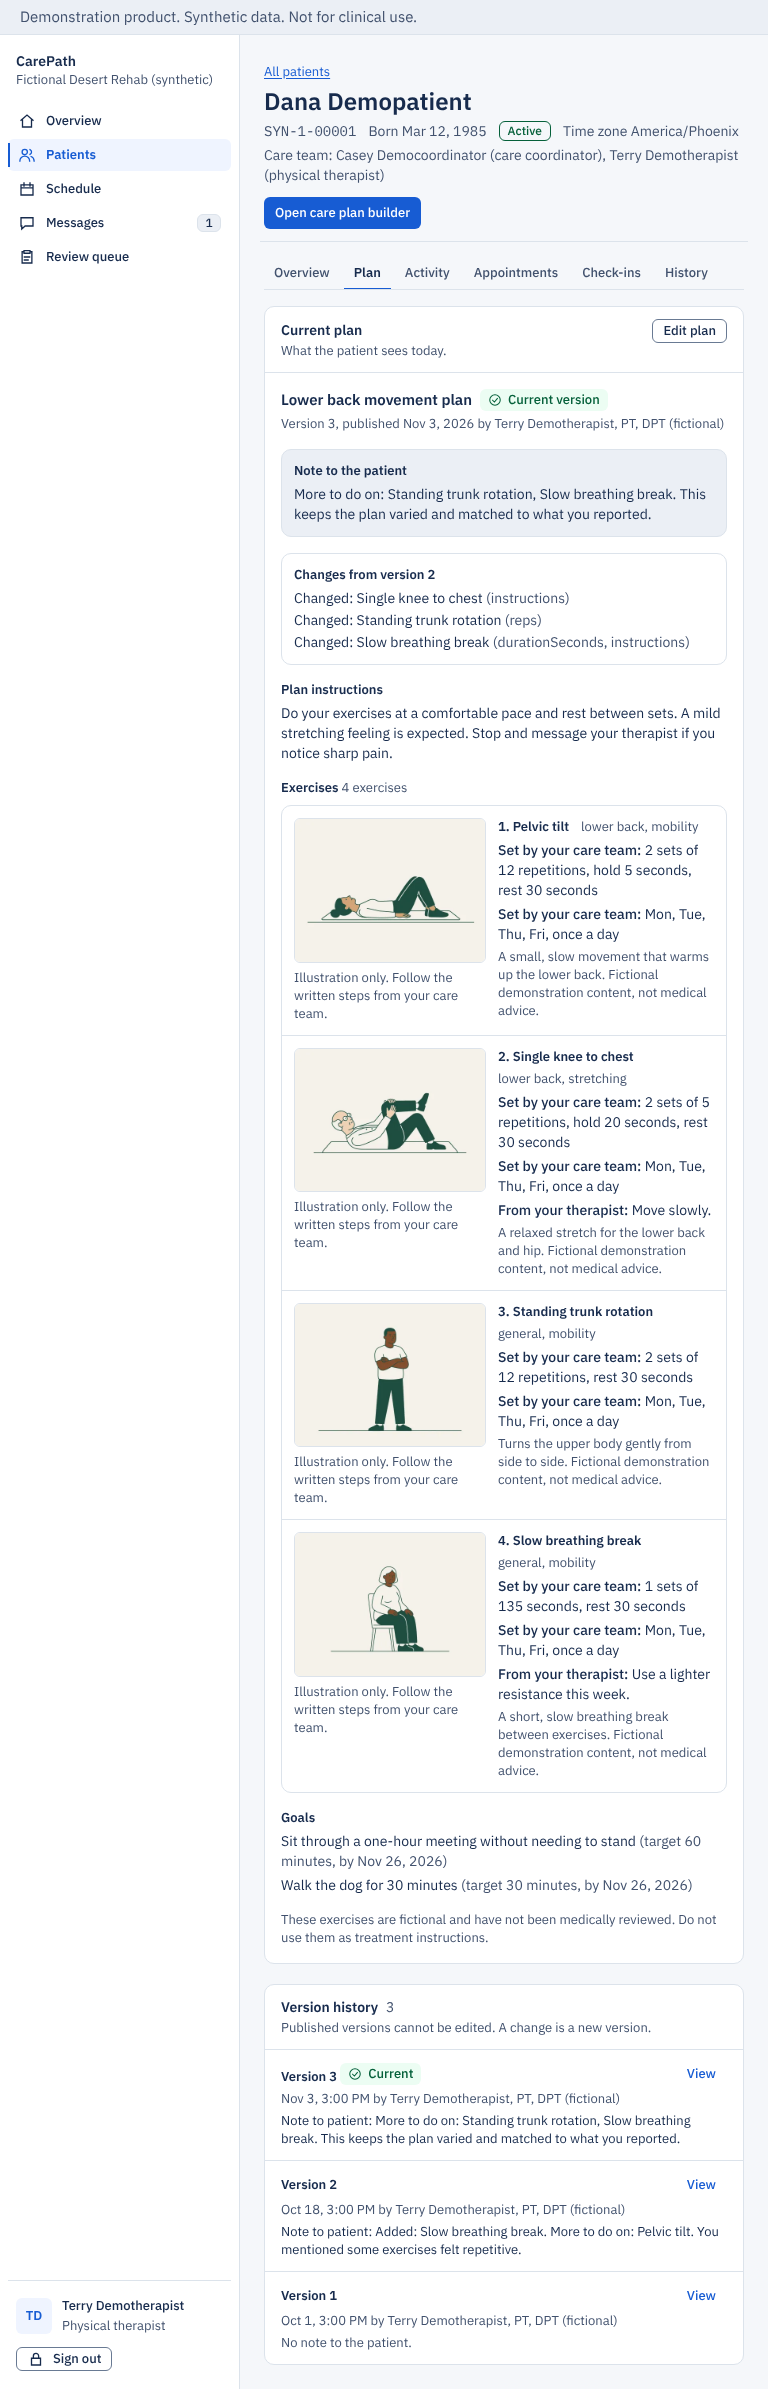 Demonstration product. Synthetic data. Not for clinical use.
CarePath
Fictional Desert Rehab (synthetic)
Overview
Patients
Schedule
Messages 1
Review queue
All patients
Dana Demopatient
SYN-1-00001 Born Mar 12, 1985 Active Time zone America/Phoenix
Care team: Casey Democoordinator (care coordinator), Terry Demotherapist
(physical therapist)
Open care plan builder
Overview Plan Activity Appointments Check-ins History
Current plan
Edit plan
What the patient sees today.
Lower back movement plan Current version
Version 3, published Nov 3, 2026 by Terry Demotherapist, PT, DPT (fictional)
Note to the patient
More to do on: Standing trunk rotation, Slow breathing break. This
keeps the plan varied and matched to what you reported.
Changes from version 2
Changed: Single knee to chest (instructions)
Changed: Standing trunk rotation (reps)
Changed: Slow breathing break (durationSeconds, instructions)
Plan instructions
Do your exercises at a comfortable pace and rest between sets. A mild
stretching feeling is expected. Stop and message your therapist if you
notice sharp pain.
Exercises 4 exercises
Illustration only. Follow the
written steps from your care
team.
1. Pelvic tilt lower back, mobility
Set by your care team: 2 sets of
12 repetitions, hold 5 seconds,
rest 30 seconds
Set by your care team: Mon, Tue,
Thu, Fri, once a day
A small, slow movement that warms
up the lower back. Fictional
demonstration content, not medical
advice.
Illustration only. Follow the
written steps from your care
team.
2. Single knee to chest
lower back, stretching
Set by your care team: 2 sets of 5
repetitions, hold 20 seconds, rest
30 seconds
Set by your care team: Mon, Tue,
Thu, Fri, once a day
From your therapist: Move slowly.
A relaxed stretch for the lower back
and hip. Fictional demonstration
content, not medical advice.
Illustration only. Follow the
written steps from your care
team.
3. Standing trunk rotation
general, mobility
Set by your care team: 2 sets of
12 repetitions, rest 30 seconds
Set by your care team: Mon, Tue,
Thu, Fri, once a day
Turns the upper body gently from
side to side. Fictional demonstration
content, not medical advice.
Illustration only. Follow the
written steps from your care
team.
4. Slow breathing break
general, mobility
Set by your care team: 1 sets of
135 seconds, rest 30 seconds
Set by your care team: Mon, Tue,
Thu, Fri, once a day
From your therapist: Use a lighter
resistance this week.
A short, slow breathing break
between exercises. Fictional
demonstration content, not medical
advice.
Goals
Sit through a one-hour meeting without needing to stand (target 60
minutes, by Nov 26, 2026)
Walk the dog for 30 minutes (target 30 minutes, by Nov 26, 2026)
These exercises are fictional and have not been medically reviewed. Do not
use them as treatment instructions.
Version history 3
Published versions cannot be edited. A change is a new version.
Version 3 Current View
Nov 3, 3:00 PM by Terry Demotherapist, PT, DPT (fictional)
Note to patient: More to do on: Standing trunk rotation, Slow breathing
break. This keeps the plan varied and matched to what you reported.
Version 2 View
Oct 18, 3:00 PM by Terry Demotherapist, PT, DPT (fictional)
Note to patient: Added: Slow breathing break. More to do on: Pelvic tilt. You
mentioned some exercises felt repetitive.
Version 1 View
Oct 1, 3:00 PM by Terry Demotherapist, PT, DPT (fictional)
No note to the patient.
TD
Terry Demotherapist
Physical therapist
Sign out